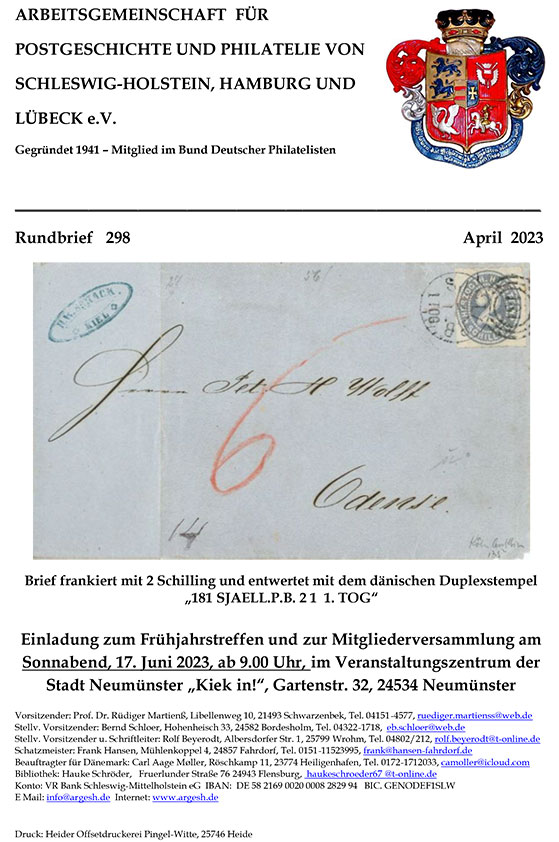 ARBEITSGEMEINSCHAFT FÜR
POSTGESCHICHTE UND PHILATELIE VON
SCHLESWIG-HOLSTEIN, HAMBURG UND
LÜBECK e.V.
Gegründet 1941 – Mitglied im Bund Deutscher Philatelisten
Rundbrief 298 April 2023
KIEL
1 TOG
Herrn Pet. H Wolff
6
Odense.
14
Brief frankiert mit 2 Schilling und entwertet mit dem dänischen Duplexstempel
„181 SJAELL.P.B. 2 1 1. TOG“
Einladung zum Frühjahrstreffen und zur Mitgliederversammlung am
Sonnabend, 17. Juni 2023, ab 9.00 Uhr, im Veranstaltungszentrum der
Stadt Neumünster „Kiek in!“, Gartenstr. 32, 24534 Neumünster
Vorsitzender: Prof. Dr. Rüdiger Martienß, Libellenweg 10, 21493 Schwarzenbek, Tel. 04151-4577, ruediger.martienss@web.de
Stellv. Vorsitzender: Bernd Schloer, Hohenheisch 33, 24582 Bordesholm, Tel. 04322-1718, eb.schloer@web.de
Stellv. Vorsitzender u. Schriftleiter: Rolf Beyerodt, Albersdorfer Str. 1, 25799 Wrohm, Tel. 04802/212, rolf.beyerodt@t-online.de
Schatzmeister: Frank Hansen, Mühlenkoppel 4, 24857 Fahrdorf, Tel. 0151-11523995, frank@hansen-fahrdorf.de
Beauftragter für Dänemark: Carl Aage Møller, Röschkamp 11, 23774 Heiligenhafen, Tel. 0172-1712033, camoller@icloud.com
Bibliothek: Hauke Schröder, Fruerlunder Straße 76 24943 Flensburg, haukeschroeder67 @t-online.de
Konto: VR Bank Schleswig-Mittelholstein eG IBAN: DE 58 2169 0020 0008 2829 94 BIC. GENODEF1SLW
E Mail: info@argesh.de Internet: www.argesh.de
Druck: Heider Offsetdruckerei Pingel-Witte, 25746 Heide